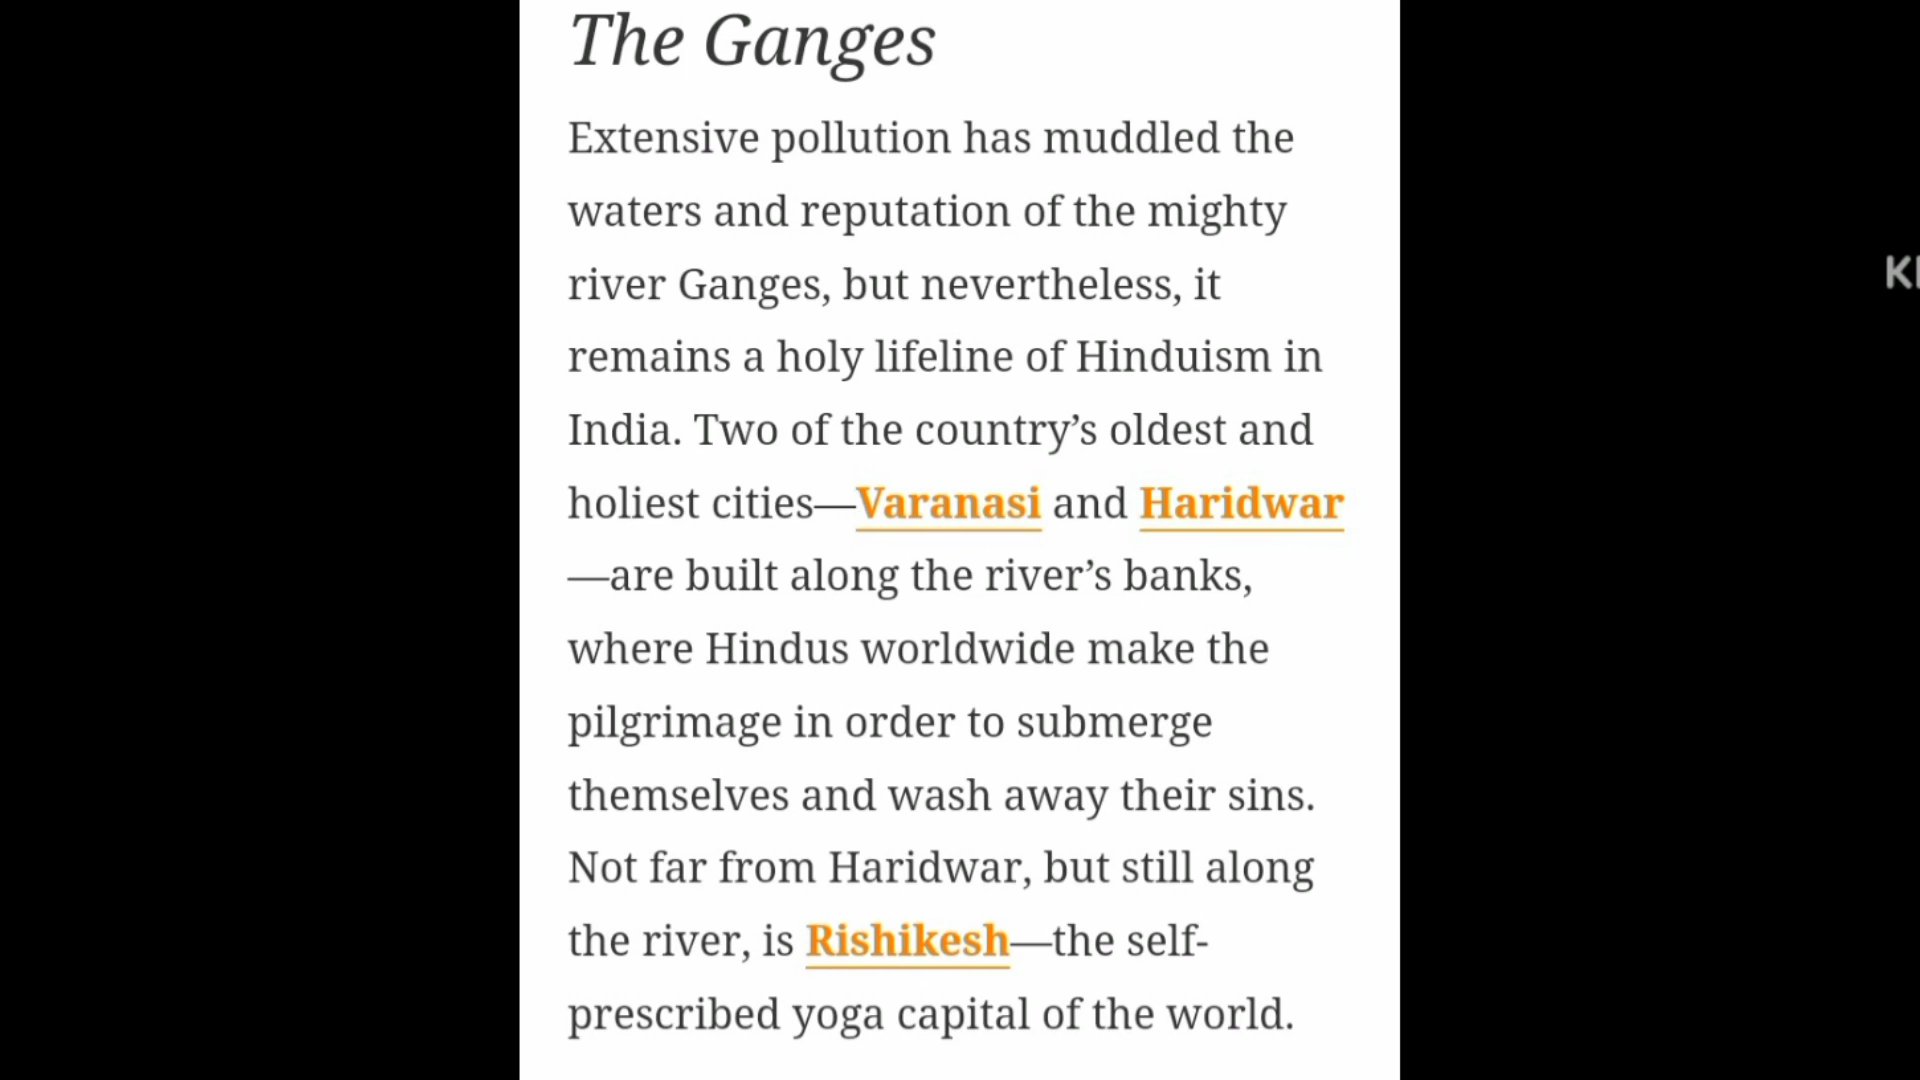 The Ganges
Extensive pollution has muddled the
waters and reputation of the mighty
river Ganges, but nevertheless, it
remains a holy lifeline of Hinduism in
India. Two of the country’s oldest and
holiest cities—Varanasi and Haridwar
—are built along the river’s banks,
where Hindus worldwide make the
pilgrimage in order to submerge
themselves and wash away their sins.
Not far from Haridwar, but still along
the river, is Rishikesh—the self-
prescribed yoga capital of the world.